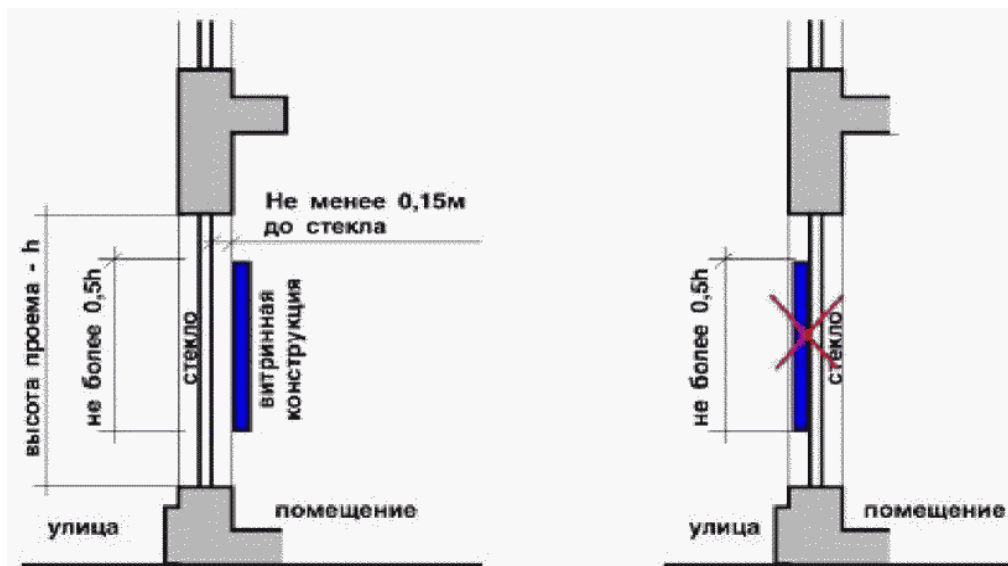 Не менее 0,15м
до стекла
высота проема - h
не более 0,5h
стекло
витринная
конструкция
улица
помещение
не более 0,5h
стекло
улица
помещение